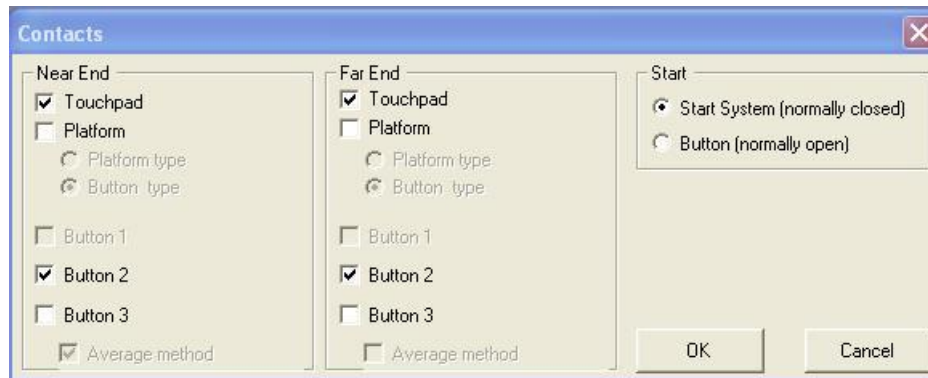 Contacts
Near End
Touchpad
Platform
Platform type
Button type
Button 1
Button 2
Button 3
Average method
Far End
Touchpad
Platform
Platform type
Button type
Button 1
Button 2
Button 3
Average method
Start
Start System (normally closed)
Button (normally open)
OK
Cancel